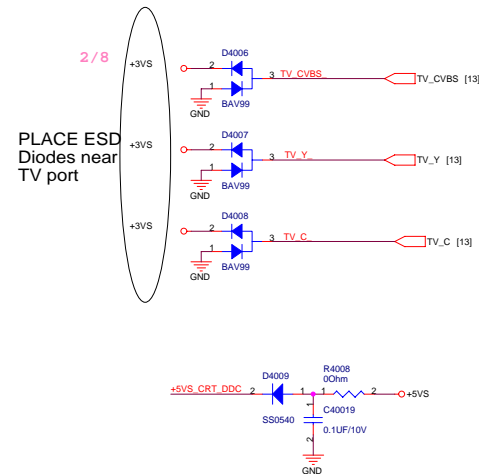 2/8
PLACE ESD
Diodes near
TV port
+3VS
2
D4006
1
BAV99
GND
3
TV_CVBS_
TV_CVBS [13]
+3VS
2
D4007
1
BAV99
GND
3
TV_Y_
TV_Y [13]
+3VS
2
D4008
1
BAV99
GND
3
TV_C_
TV_C [13]
+5VS_CRT_DDC
2
D4009
1
SS0540
1
R4008
0Ohm
2
+5VS
1
C40019
0.1UF/10V
2
GND